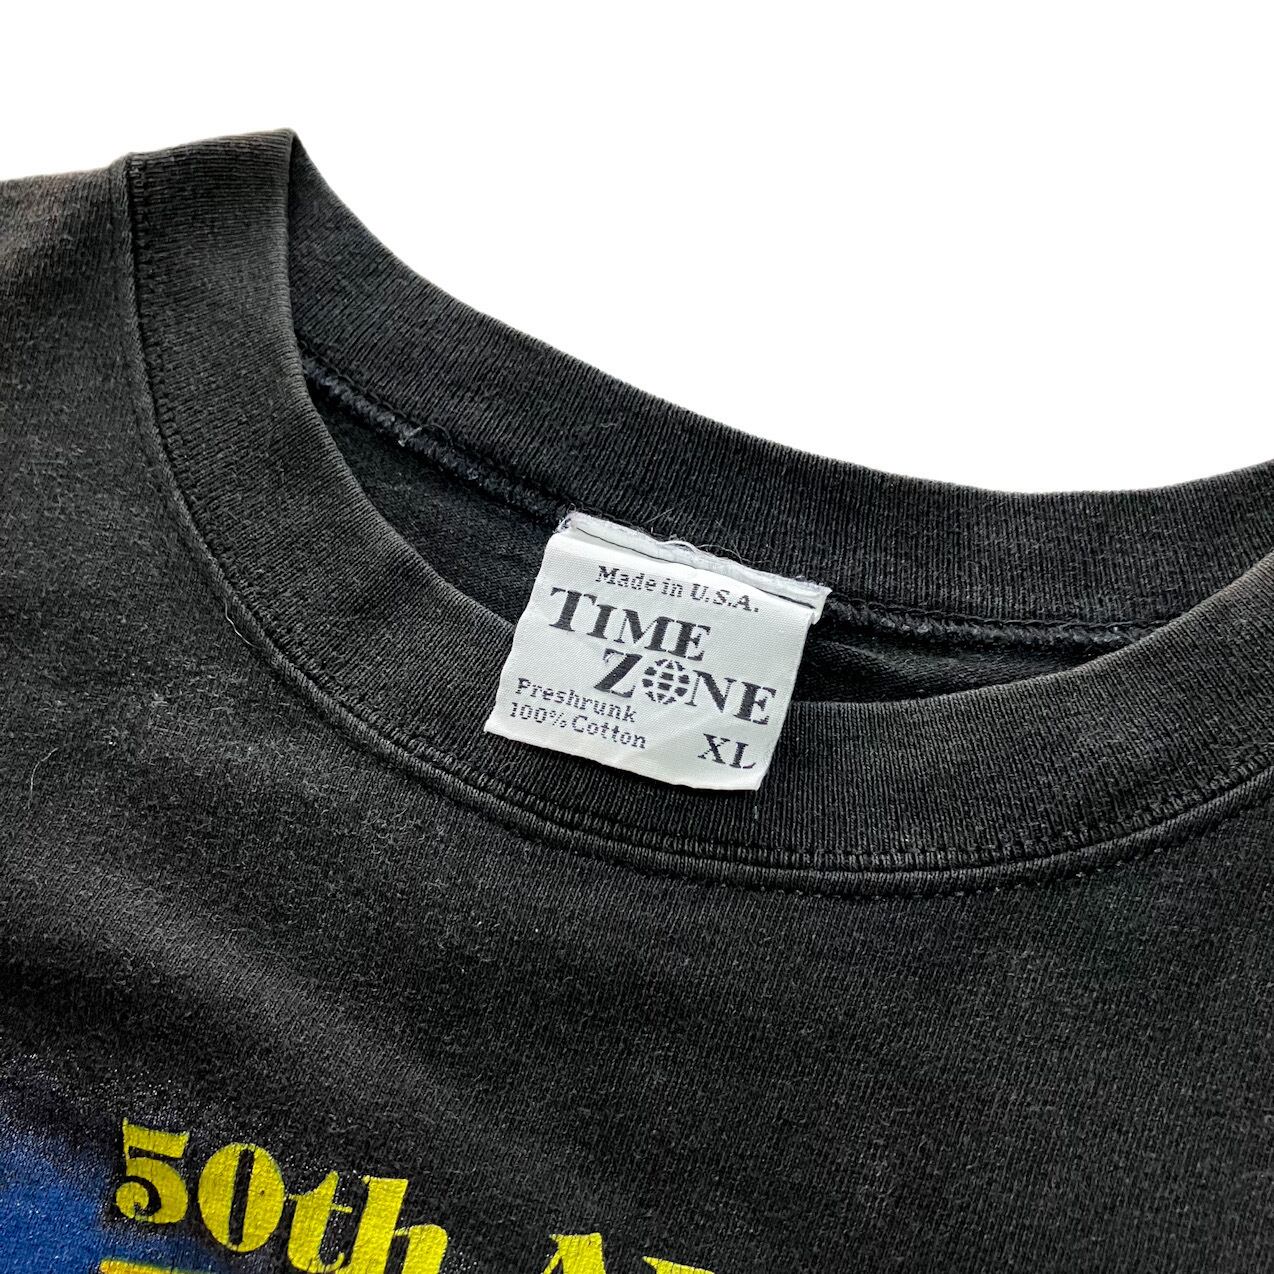 Made in U.S.A.
TIME
ZONE
Preshrunk
100% Cotton
XL
50th